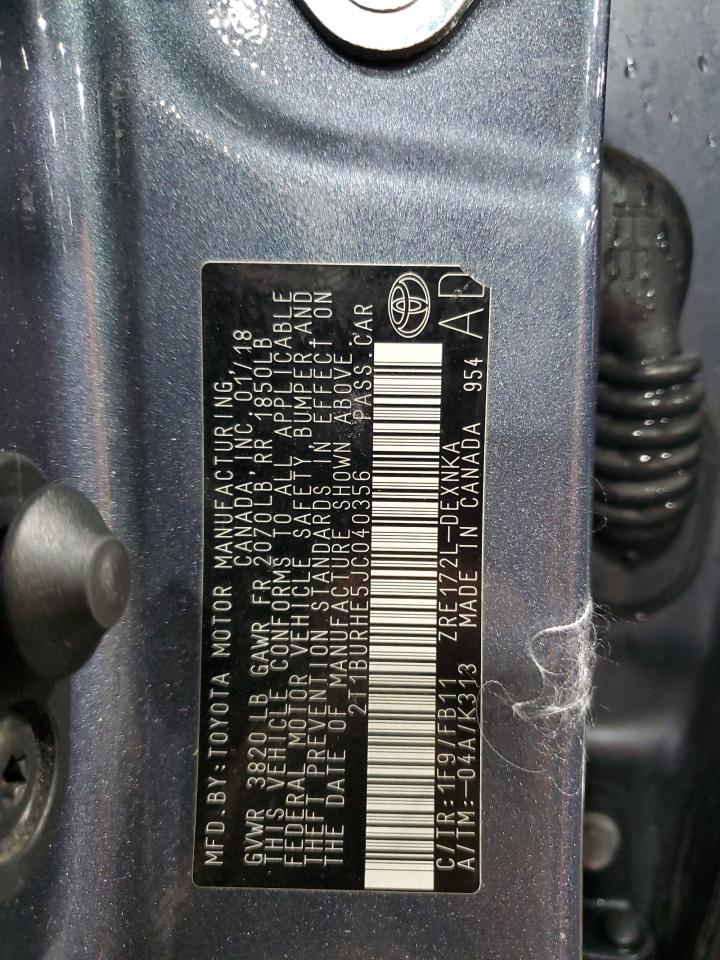 MFD.BY:TOYOTA MOTOR MANUFACTURING,
CANADA INC. 01/18
GVWR 3820 LB GAWR FR 2070LB RR 1850LB
THIS VEHICLE CONFORMS TO ALL APPLICABLE
FEDERAL MOTOR VEHICLE SAFETY,BUMPER AND
THEFT PREVENTION STANDARDS IN EFFECT ON
THE DATE OF MANUFACTURE SHOWN ABOVE.
2T1BURHE5JC040356 PASS.CAR
C/TR:1F9/FB11 ZRE172L-DEXNKA
A/TM:-04A/K313 MADE IN CANADA 954